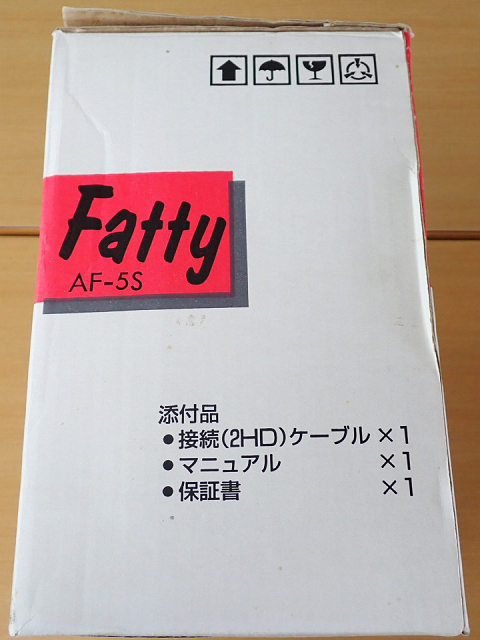 Fatty
AF-5S
添付品
●接続(2HD)ケーブル ×1
●マニュアル ×1
●保証書 ×1